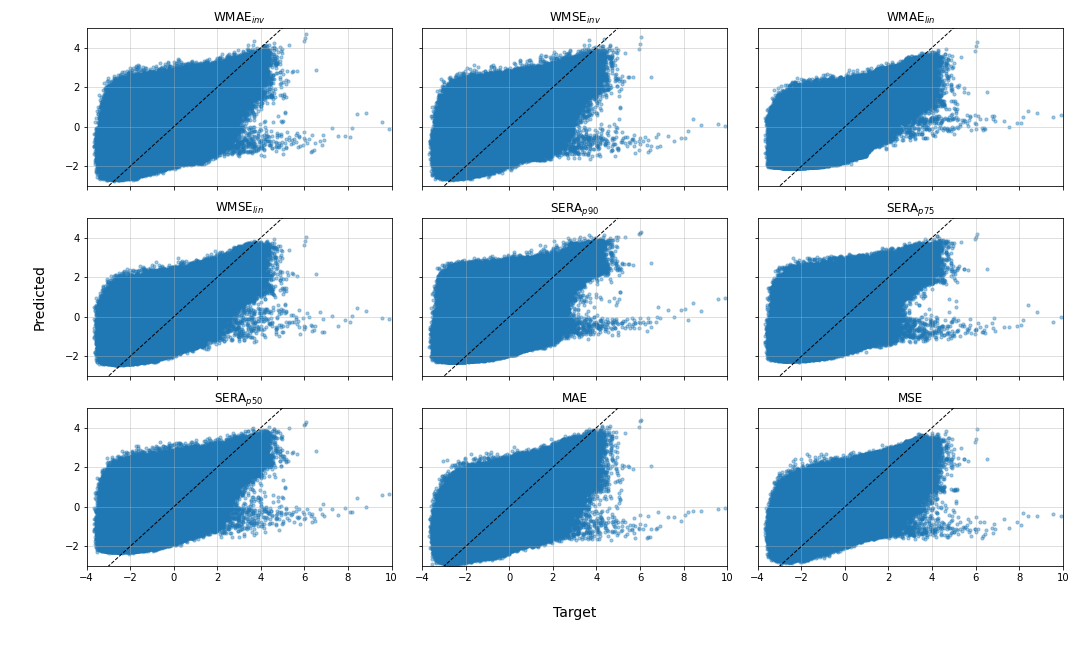 WMAE_inv WMSE_inv WMAE_lin
4
2
0
−2
WMSE_lin SERA_p90 SERA_p75
4
2
0
−2
Predicted
SERA_p50 MAE MSE
4
2
0
−2
−4 −2 0 2 4 6 8 10 −4 −2 0 2 4 6 8 10 −4 −2 0 2 4 6 8 10
Target